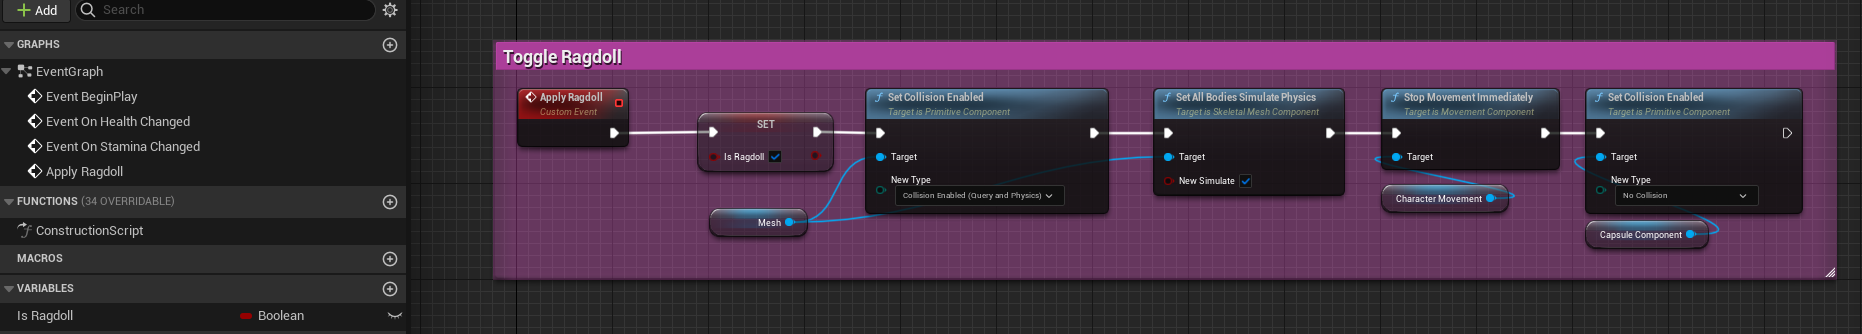 Add
Search
GRAPHS
EventGraph
Event BeginPlay
Event On Health Changed
Event On Stamina Changed
Apply Ragdoll
FUNCTIONS (34 OVERRIDABLE)
ConstructionScript
MACROS
VARIABLES
Is Ragdoll
Boolean
Toggle Ragdoll
Apply Ragdoll
Custom Event
SET
Is Ragdoll
Mesh
Set Collision Enabled
Target is Primitive Component
Target
New Type
Collision Enabled (Query and Physics)
Set All Bodies Simulate Physics
Target is Skeletal Mesh Component
Target
New Simulate
Stop Movement Immediately
Target is Movement Component
Target
Character Movement
Set Collision Enabled
Target is Primitive Component
Target
New Type
No Collision
Capsule Component